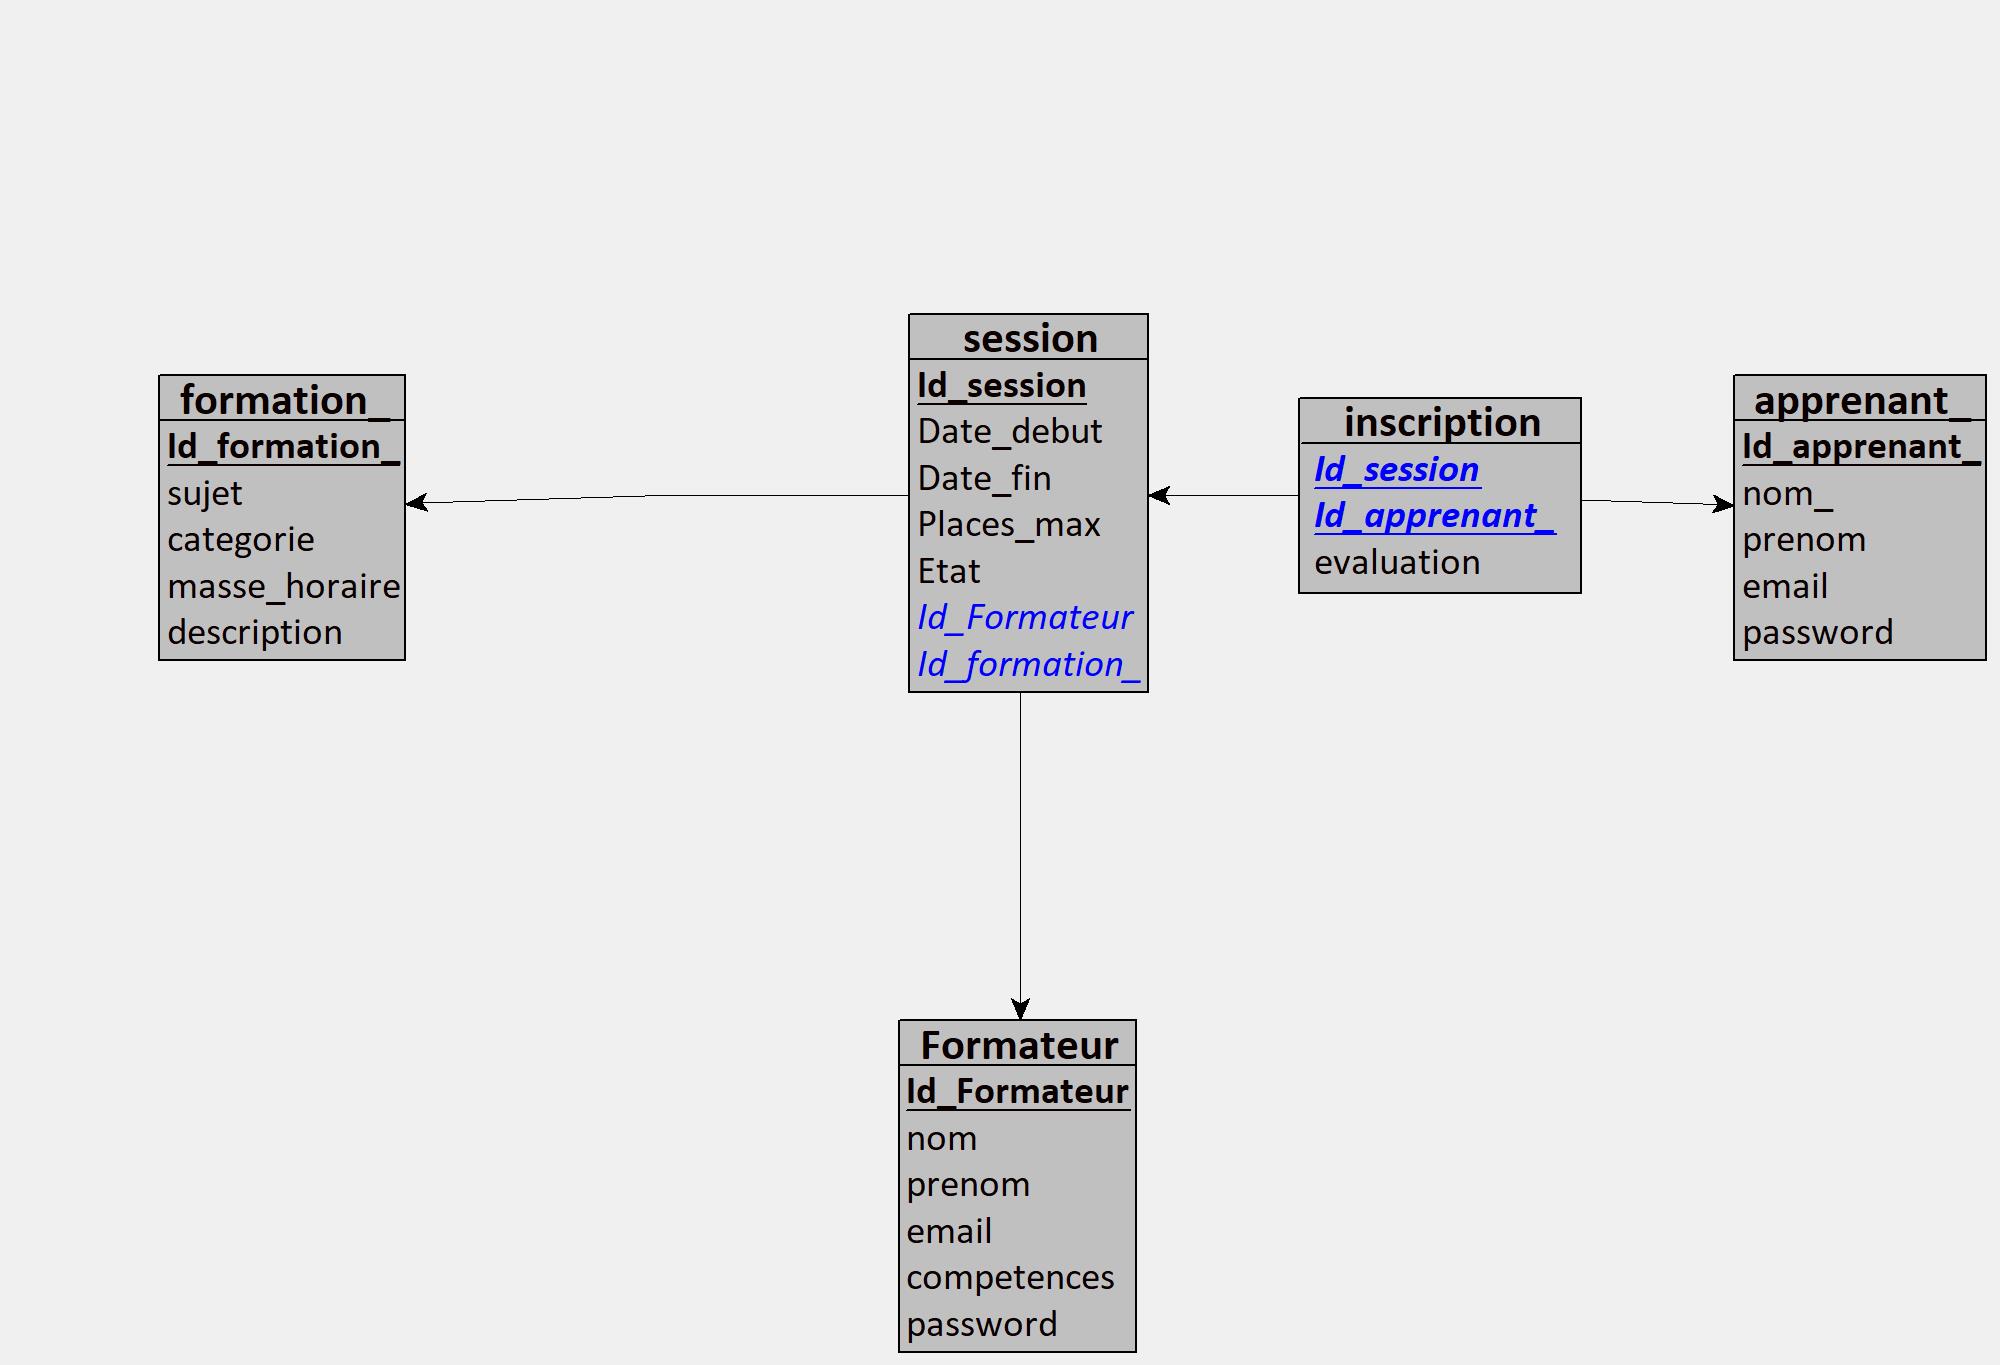 formation_
Id_formation_
sujet
categorie
masse_horaire
description
session
Id_session
Date_debut
Date_fin
Places_max
Etat
Id_Formateur
Id_formation_
inscription
Id_session
Id_apprenant_
evaluation
apprenant_
Id_apprenant_
nom_
prenom
email
password
Formateur
Id_Formateur
nom
prenom
email
competences
password